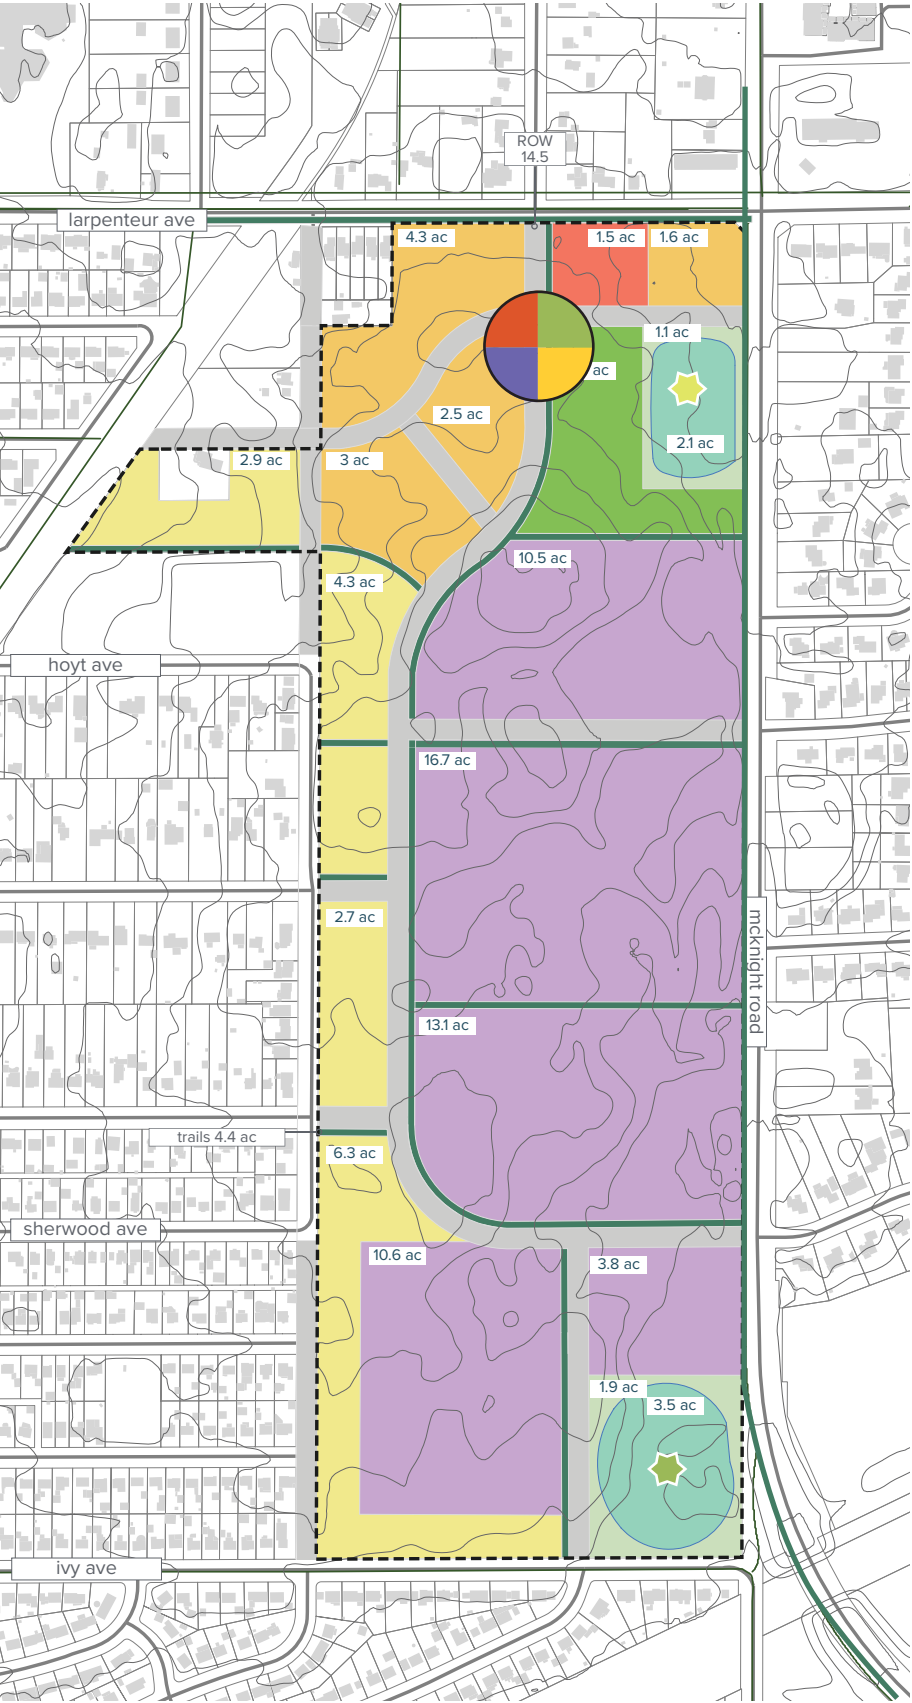 ROW
14.5
larpenteur ave
4.3 ac
1.5 ac
1.6 ac
1.1 ac
ac
2.5 ac
2.1 ac
2.9 ac
3 ac
10.5 ac
4.3 ac
hoyt ave
16.7 ac
2.7 ac
mcknight road
13.1 ac
trails 4.4 ac
6.3 ac
sherwood ave
10.6 ac
3.8 ac
1.9 ac
3.5 ac
ivy ave